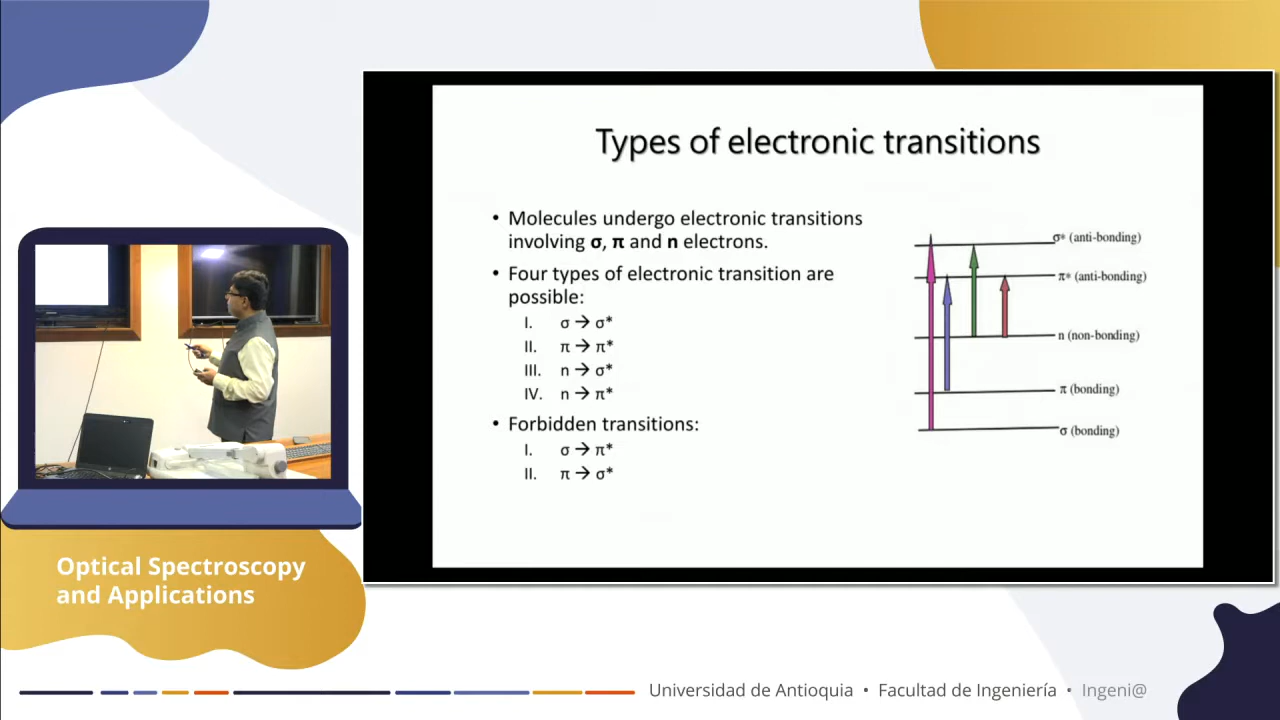 Types of electronic transitions
• Molecules undergo electronic transitions
involving σ, π and n electrons.
• Four types of electronic transition are
possible:
I. σ → σ*
II. π → π*
III. n → σ*
IV. n → π*
• Forbidden transitions:
I. σ → π*
II. π → σ*
σ* (anti-bonding)
π* (anti-bonding)
n (non-bonding)
π (bonding)
σ (bonding)
Optical Spectroscopy
and Applications
Universidad de Antioquia • Facultad de Ingeniería • Ingeni@